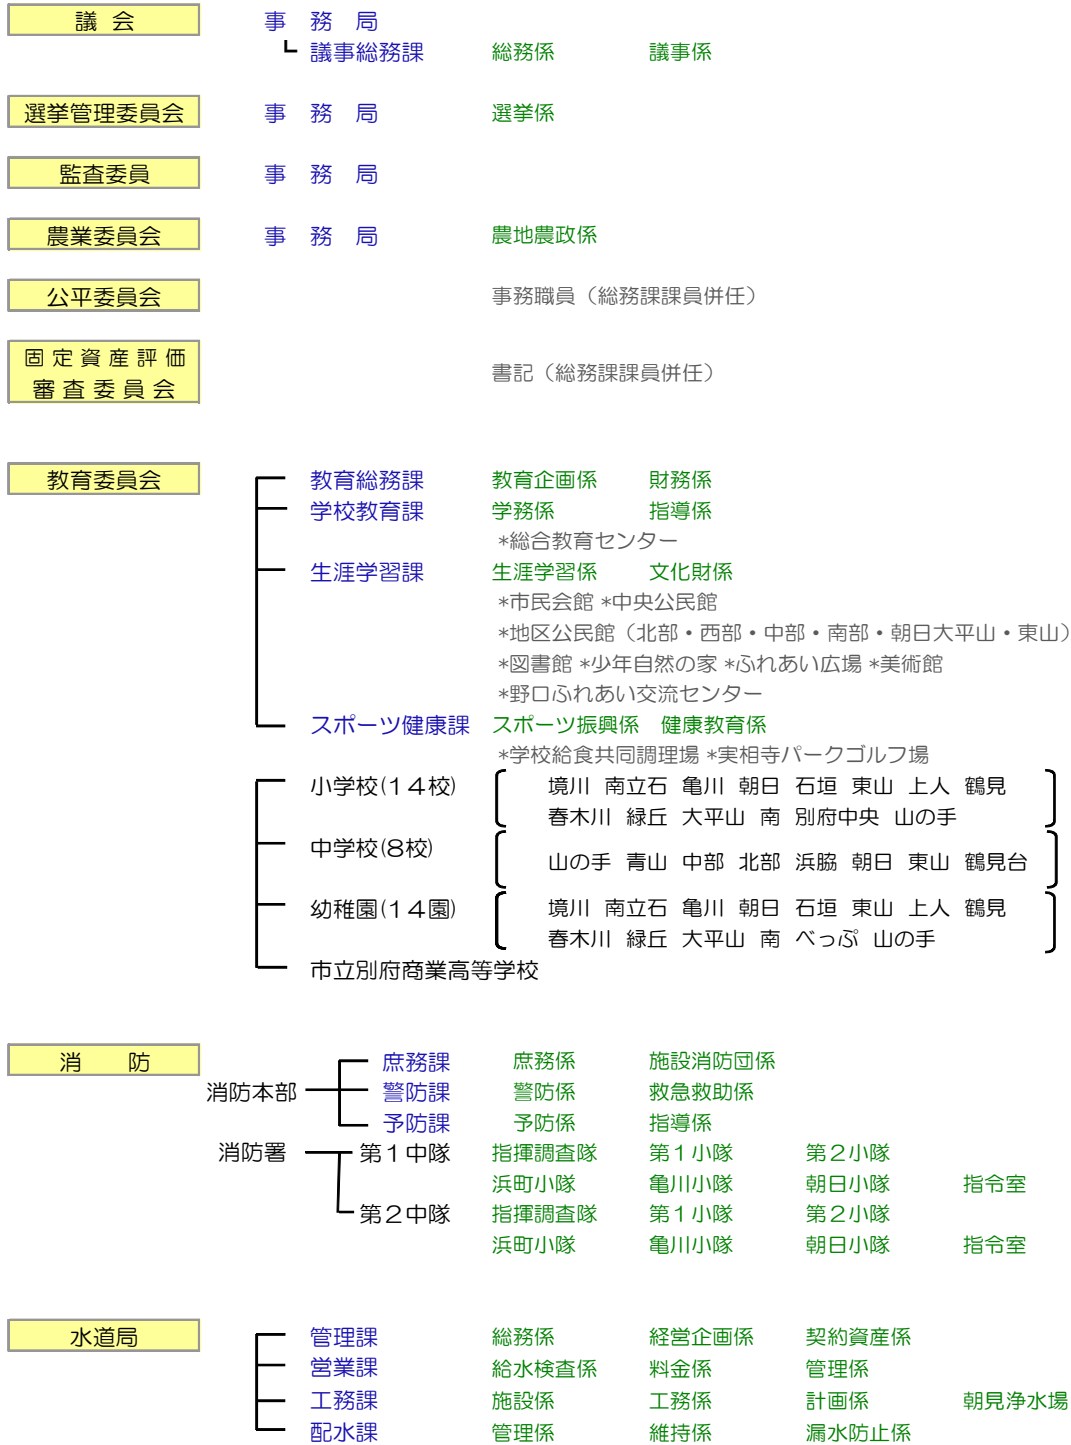 議 会　事 務 局
議事総務課　総務係　議事係
選挙管理委員会　事 務 局　選挙係
監査委員　事 務 局
農業委員会　事 務 局　農地農政係
公平委員会　事務職員（総務課課員併任）
固定資産評価
審査委員会　書記（総務課課員併任）
教育委員会　教育総務課　教育企画係　財務係
学校教育課　学務係　指導係
*総合教育センター
生涯学習課　生涯学習係　文化財係
*市民会館 *中央公民館
*地区公民館（北部・西部・中部・南部・朝日大平山・東山）
*図書館 *少年自然の家 *ふれあい広場 *美術館
*野口ふれあい交流センター
スポーツ健康課　スポーツ振興係　健康教育係
*学校給食共同調理場 *実相寺パークゴルフ場
小学校(１４校)　境川　南立石　亀川　朝日　石垣　東山　上人　鶴見
春木川　緑丘　大平山　南　別府中央　山の手
中学校(８校)　山の手　青山　中部　北部　浜脇　朝日　東山　鶴見台
幼稚園(１４園)　境川　南立石　亀川　朝日　石垣　東山　上人　鶴見
春木川　緑丘　大平山　南　べっぷ　山の手
市立別府商業高等学校
消　防　庶務課　庶務係　施設消防団係
消防本部　警防課　警防係　救急救助係
予防課　予防係　指導係
消防署　第１中隊　指揮調査隊　第１小隊　第２小隊
浜町小隊　亀川小隊　朝日小隊　指令室
第２中隊　指揮調査隊　第１小隊　第２小隊
浜町小隊　亀川小隊　朝日小隊　指令室
水道局　管理課　総務係　経営企画係　契約資産係
営業課　給水検査係　料金係　管理係
工務課　施設係　工務係　計画係　朝見浄水場
配水課　管理係　維持係　漏水防止係